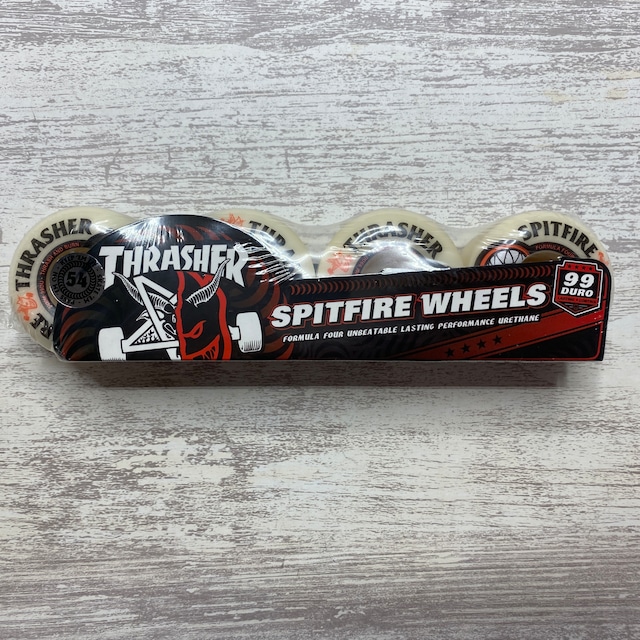 THRASHER
THRASHER
SPITFIRE
54
THRASHER
SPITFIRE WHEELS
FORMULA FOUR UNBEATABLE LASTING PERFORMANCE URETHANE
99
DURO